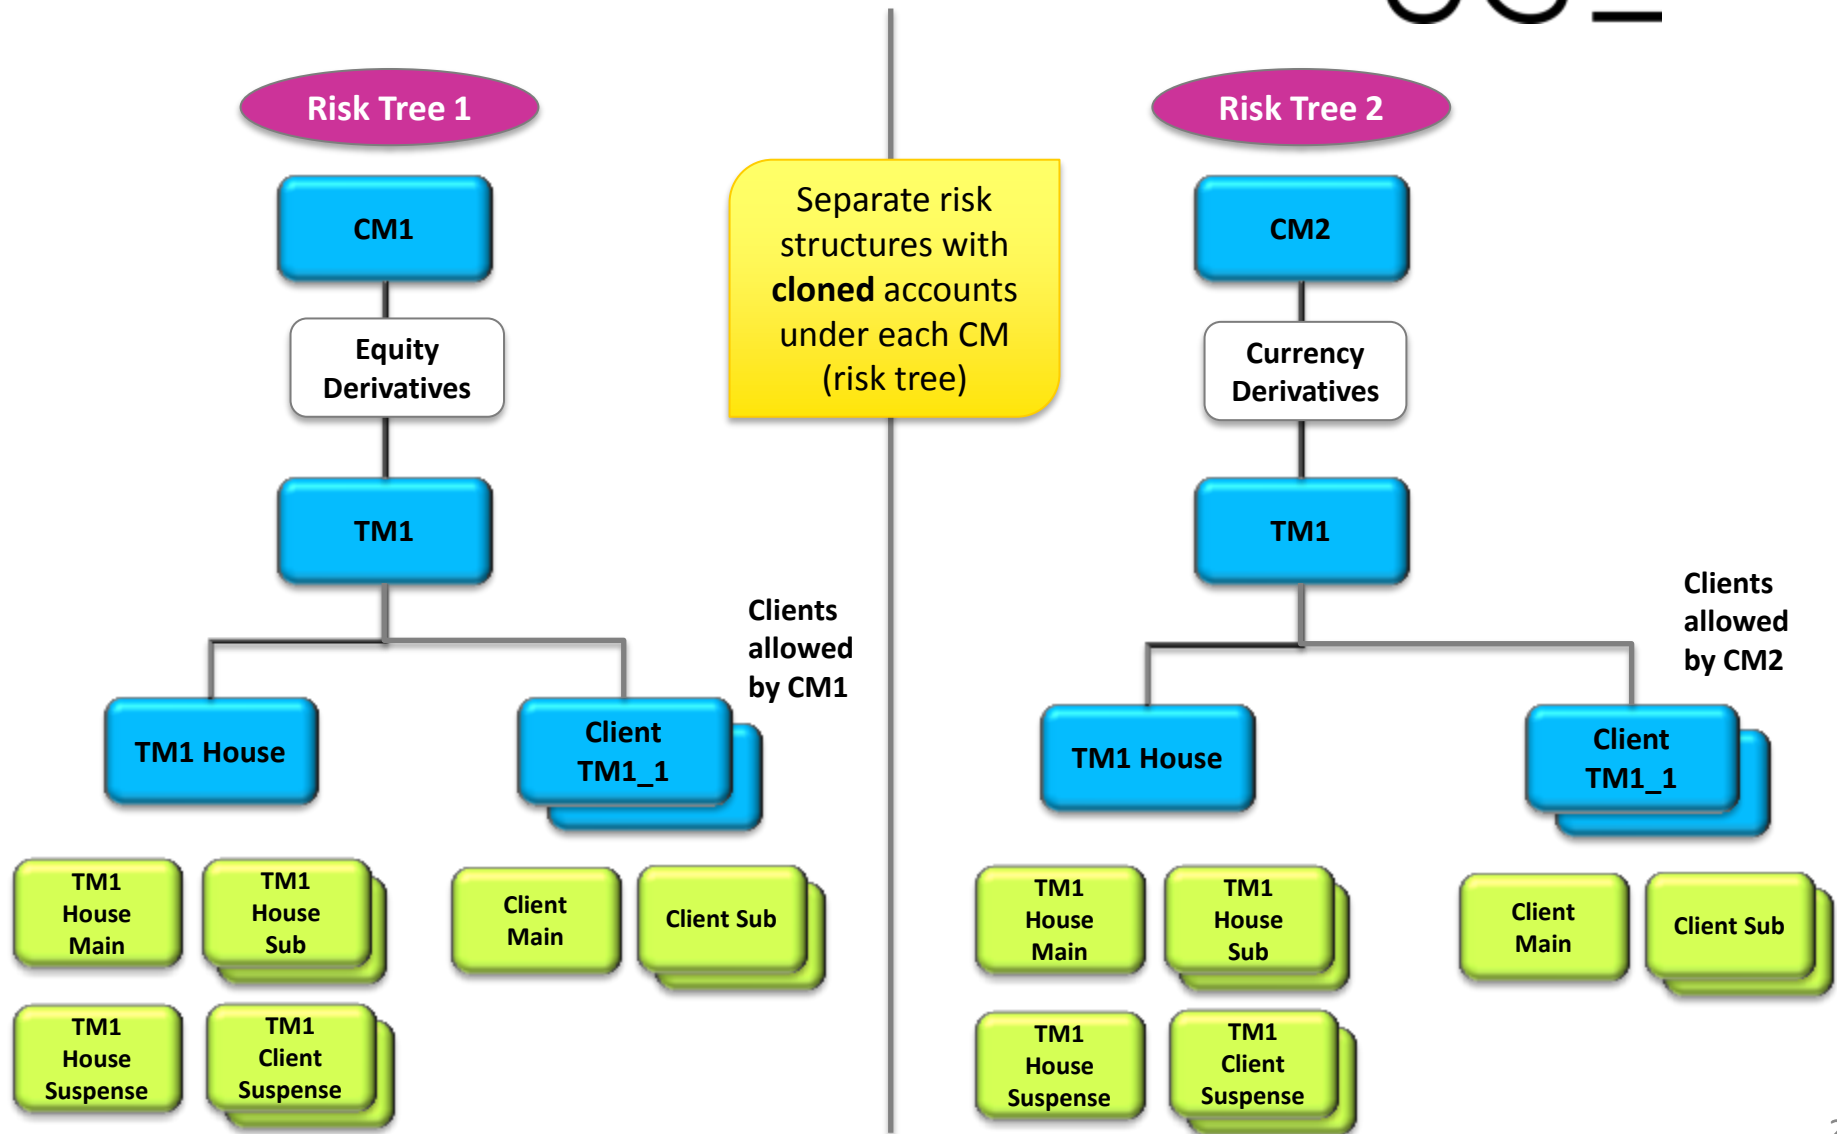 Risk Tree 1
CM1
Equity
Derivatives
TM1
Clients
allowed
by CM1
TM1 House
Client
TM1_1
TM1
House
Main
TM1
House
Sub
Client
Main
Client Sub
TM1
House
Suspense
TM1
Client
Suspense
Separate risk
structures with
cloned accounts
under each CM
(risk tree)
Risk Tree 2
CM2
Currency
Derivatives
TM1
Clients
allowed
by CM2
TM1 House
Client
TM1_1
TM1
House
Main
TM1
House
Sub
Client
Main
Client Sub
TM1
House
Suspense
TM1
Client
Suspense